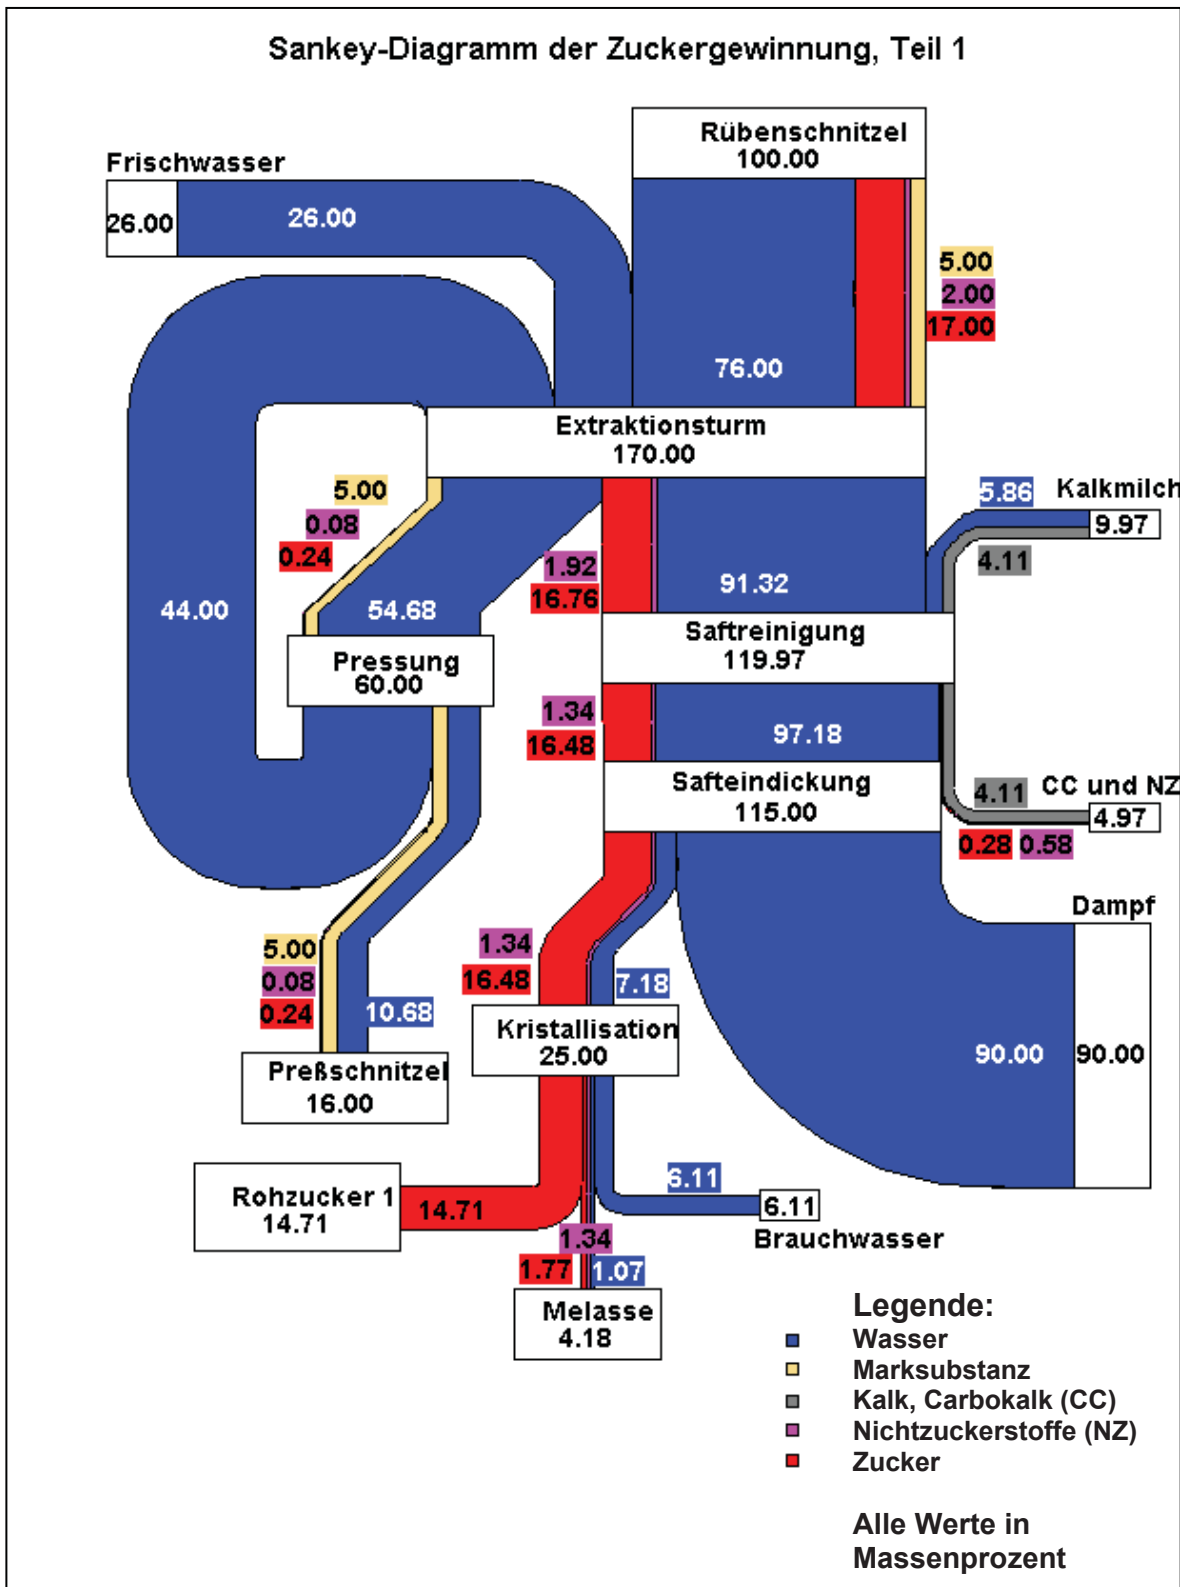 Sankey-Diagramm der Zuckergewinnung, Teil 1
Rübenschnitzel
100.00
Frischwasser
26.00
26.00
5.00
2.00
17.00
76.00
Extraktionsturm
170.00
5.00
0.08
0.24
5.86
Kalkmilch
9.97
4.11
1.92
16.76
91.32
44.00
54.68
Saftreinigung
119.97
Pressung
60.00
1.34
16.48
97.18
Safteindickung
115.00
4.11
CC und NZ
4.97
0.28
0.58
Dampf
5.00
0.08
0.24
10.68
1.34
16.48
7.18
Kristallisation
25.00
90.00
90.00
Preßschnitzel
16.00
Rohzucker 1
14.71
14.71
6.11
6.11
Brauchwasser
1.34
1.77
1.07
Melasse
4.18
Legende:
Wasser
Marksubstanz
Kalk, Carbokalk (CC)
Nichtzuckerstoffe (NZ)
Zucker
Alle Werte in
Massenprozent